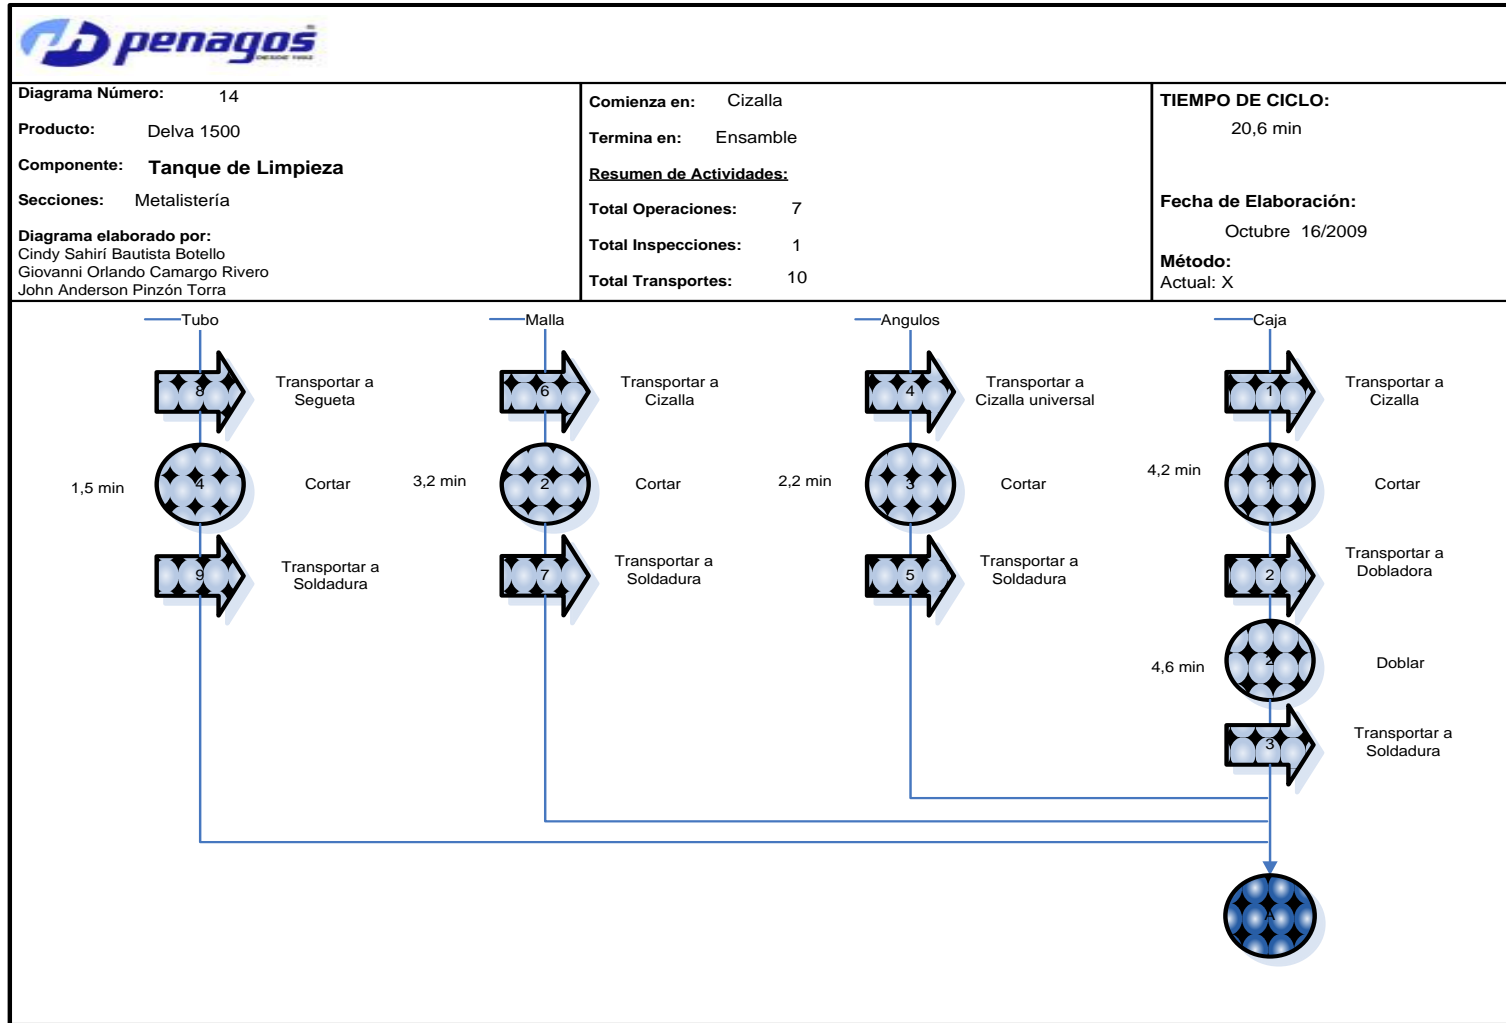 penagos
DESDE 1892
Diagrama Número: 14
Producto: Delva 1500
Componente: Tanque de Limpieza
Secciones: Metalistería
Diagrama elaborado por:
Cindy Sahirí Bautista Botello
Giovanni Orlando Camargo Rivero
John Anderson Pinzón Torra
Comienza en: Cizalla
Termina en: Ensamble
Resumen de Actividades:
Total Operaciones: 7
Total Inspecciones: 1
Total Transportes: 10
TIEMPO DE CICLO:
20,6 min
Fecha de Elaboración:
Octubre 16/2009
Método:
Actual: X
Tubo
8
Transportar a
Segueta
1,5 min
4
Cortar
9
Transportar a
Soldadura
Malla
6
Transportar a
Cizalla
3,2 min
2
Cortar
7
Transportar a
Soldadura
Angulos
4
Transportar a
Cizalla universal
2,2 min
3
Cortar
5
Transportar a
Soldadura
Caja
1
Transportar a
Cizalla
4,2 min
1
Cortar
2
Transportar a
Dobladora
4,6 min
2
Doblar
3
Transportar a
Soldadura
A